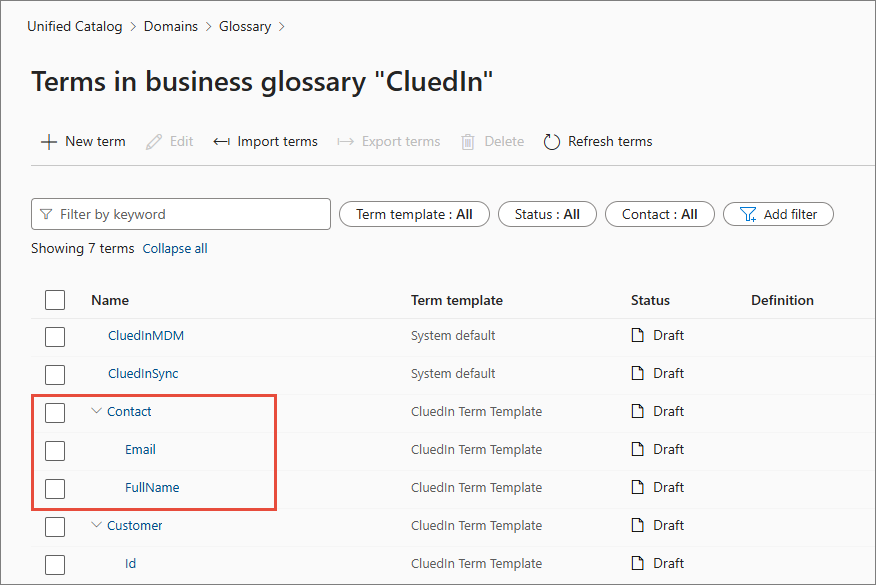 Unified Catalog > Domains > Glossary >
Terms in business glossary "CluedIn"
New term Edit Import terms Export terms Delete Refresh terms
Filter by keyword Term template : All Status : All Contact : All Add filter
Showing 7 terms Collapse all
Name Term template Status Definition
CluedInMDM System default Draft
CluedInSync System default Draft
Contact CluedIn Term Template Draft
Email CluedIn Term Template Draft
FullName CluedIn Term Template Draft
Customer CluedIn Term Template Draft
Id CluedIn Term Template Draft